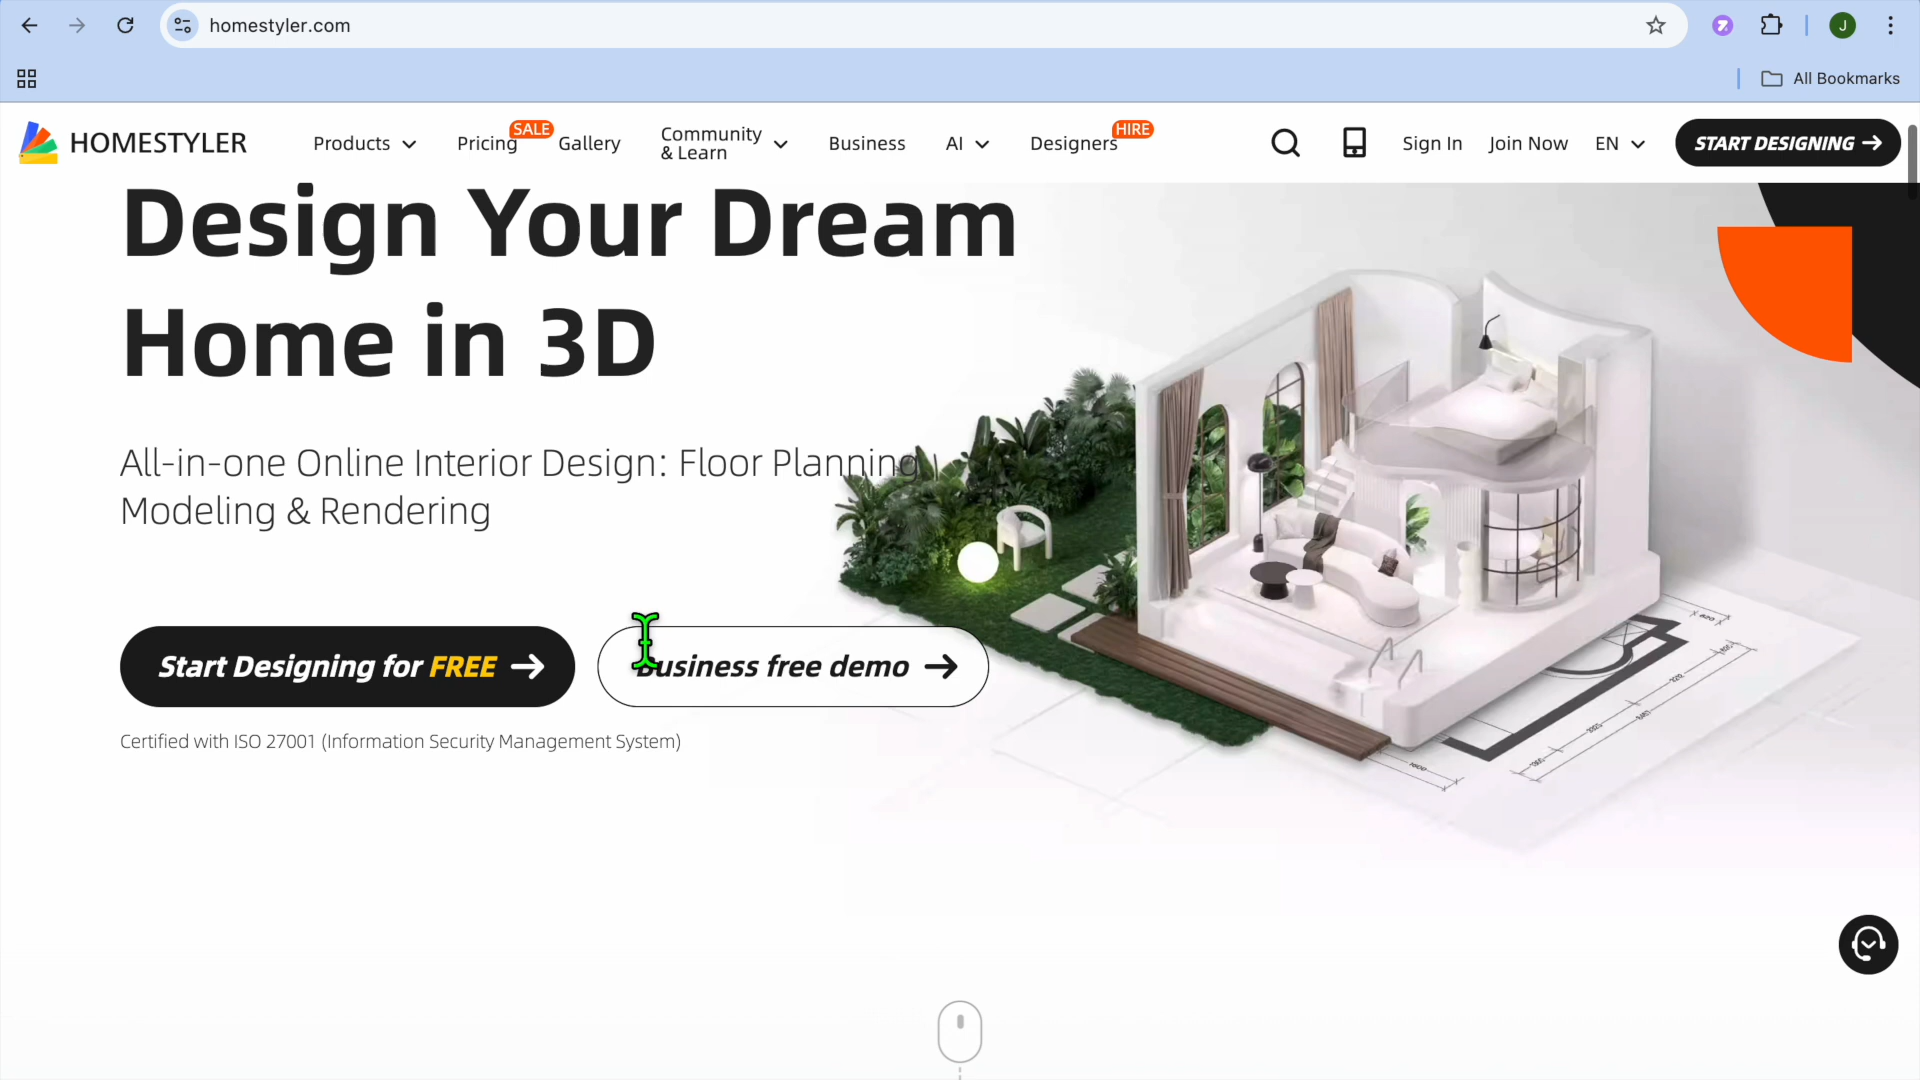 homestyler.com
J
All Bookmarks
HOMESTYLER
Products
Pricing
SALE
Gallery
Community
& Learn
Business
AI
Designers
HIRE
Sign In
Join Now
EN
START DESIGNING
Design Your Dream
Home in 3D
All-in-one Online Interior Design: Floor Planning
Modeling & Rendering
Start Designing for FREE
Business free demo
Certified with ISO 27001 (Information Security Management System)